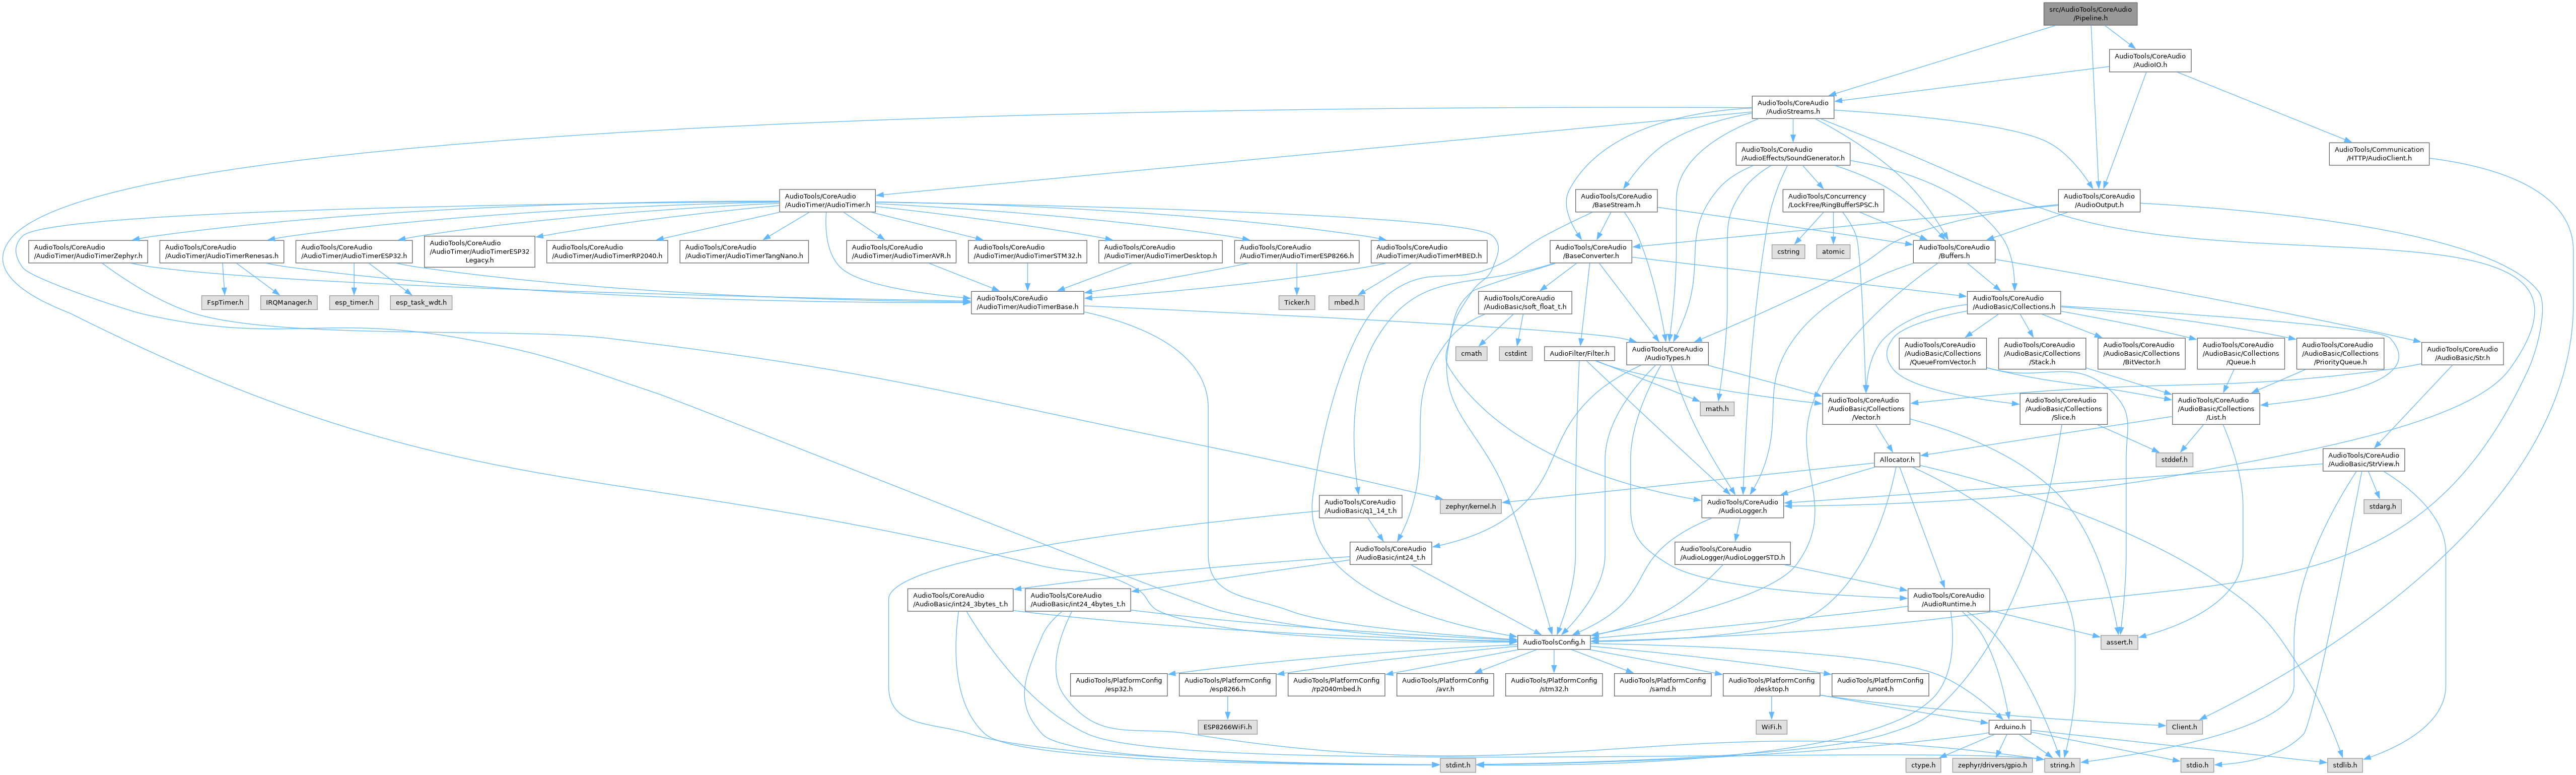 src/AudioTools/CoreAudio
/Pipeline.h
AudioTools/CoreAudio
/AudioIO.h
AudioTools/CoreAudio
/AudioStreams.h
AudioTools/CoreAudio
/AudioEffects/SoundGenerator.h
AudioTools/Communication
/HTTP/AudioClient.h
AudioTools/CoreAudio
/AudioTimer/AudioTimer.h
AudioTools/CoreAudio
/BaseStream.h
AudioTools/Concurrency
/LockFree/RingBufferSPSC.h
AudioTools/CoreAudio
/AudioOutput.h
AudioTools/CoreAudio
/AudioTimer/AudioTimerZephyr.h
AudioTools/CoreAudio
/AudioTimer/AudioTimerRenesas.h
AudioTools/CoreAudio
/AudioTimer/AudioTimerESP32.h
AudioTools/CoreAudio
/AudioTimer/AudioTimerESP32
Legacy.h
AudioTools/CoreAudio
/AudioTimer/AudioTimerRP2040.h
AudioTools/CoreAudio
/AudioTimer/AudioTimerTangNano.h
AudioTools/CoreAudio
/AudioTimer/AudioTimerAVR.h
AudioTools/CoreAudio
/AudioTimer/AudioTimerSTM32.h
AudioTools/CoreAudio
/AudioTimer/AudioTimerDesktop.h
AudioTools/CoreAudio
/AudioTimer/AudioTimerESP8266.h
AudioTools/CoreAudio
/AudioTimer/AudioTimerMBED.h
AudioTools/CoreAudio
/BaseConverter.h
cstring
atomic
AudioTools/CoreAudio
/Buffers.h
FspTimer.h
IRQManager.h
esp_timer.h
esp_task_wdt.h
AudioTools/CoreAudio
/AudioTimer/AudioTimerBase.h
Ticker.h
mbed.h
AudioTools/CoreAudio
/AudioBasic/soft_float_t.h
AudioTools/CoreAudio
/AudioBasic/Collections.h
cmath
cstdint
AudioFilter/Filter.h
AudioTools/CoreAudio
/AudioTypes.h
AudioTools/CoreAudio
/AudioBasic/Collections
/QueueFromVector.h
AudioTools/CoreAudio
/AudioBasic/Collections
/Stack.h
AudioTools/CoreAudio
/AudioBasic/Collections
/BitVector.h
AudioTools/CoreAudio
/AudioBasic/Collections
/Queue.h
AudioTools/CoreAudio
/AudioBasic/Collections
/PriorityQueue.h
AudioTools/CoreAudio
/AudioBasic/Str.h
math.h
AudioTools/CoreAudio
/AudioBasic/Collections
/Vector.h
AudioTools/CoreAudio
/AudioBasic/Collections
/Slice.h
AudioTools/CoreAudio
/AudioBasic/Collections
/List.h
Allocator.h
stddef.h
AudioTools/CoreAudio
/AudioBasic/StrView.h
zephyr/kernel.h
AudioTools/CoreAudio
/AudioBasic/q1_14_t.h
AudioTools/CoreAudio
/AudioLogger.h
stdarg.h
AudioTools/CoreAudio
/AudioBasic/int24_t.h
AudioTools/CoreAudio
/AudioLogger/AudioLoggerSTD.h
AudioTools/CoreAudio
/AudioBasic/int24_3bytes_t.h
AudioTools/CoreAudio
/AudioBasic/int24_4bytes_t.h
AudioTools/CoreAudio
/AudioRuntime.h
AudioToolsConfig.h
assert.h
AudioTools/PlatformConfig
/esp32.h
AudioTools/PlatformConfig
/esp8266.h
AudioTools/PlatformConfig
/rp2040mbed.h
AudioTools/PlatformConfig
/avr.h
AudioTools/PlatformConfig
/stm32.h
AudioTools/PlatformConfig
/samd.h
AudioTools/PlatformConfig
/desktop.h
AudioTools/PlatformConfig
/unor4.h
ESP8266WiFi.h
WiFi.h
Arduino.h
Client.h
stdint.h
ctype.h
zephyr/drivers/gpio.h
string.h
stdio.h
stdlib.h